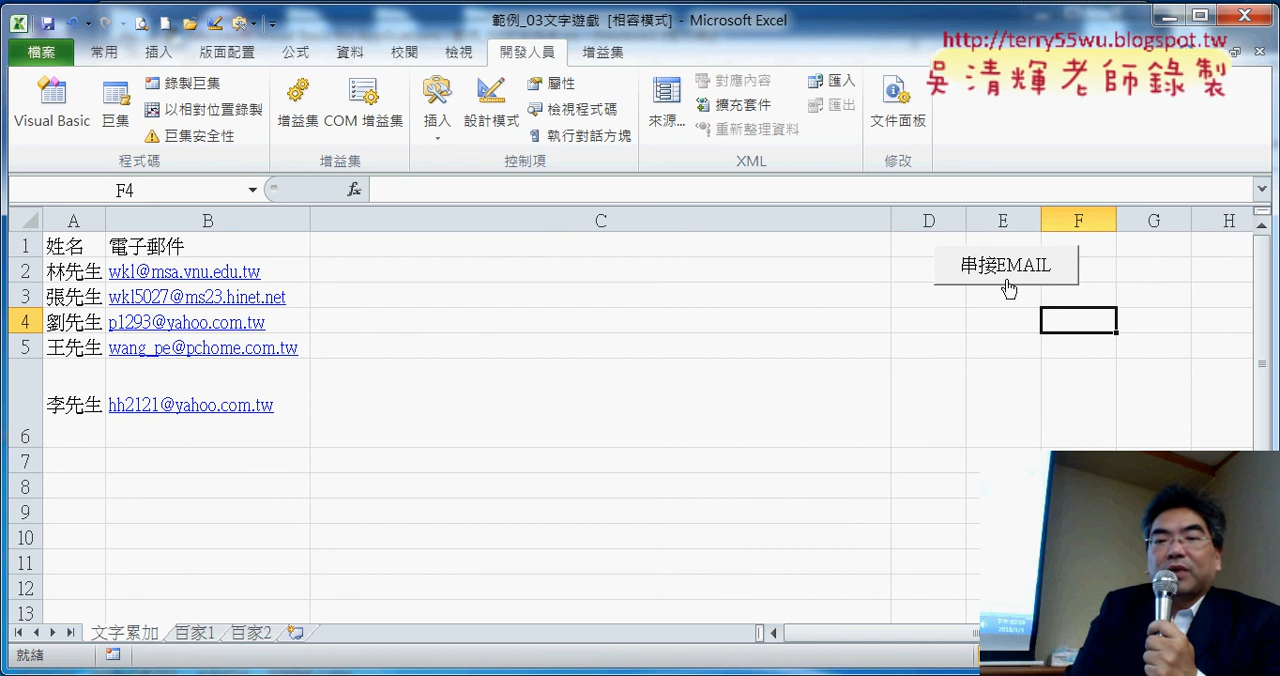 範例_03文字遊戲 [相容模式] - Microsoft Excel
http://terry55wu.blogspot.tw
吳清輝老師錄製
檔案 常用 插入 版面配置 公式 資料 校閱 檢視 開發人員 增益集
Visual Basic 巨集 錄製巨集 以相對位置錄製 巨集安全性 增益集 COM 增益集 插入 設計模式 屬性 檢視程式碼 執行對話方塊 來源... 對應內容 擴充套件 重新整理資料 匯入 匯出 文件面板
程式碼 增益集 控制項 XML 修改
F4 fx
A B C D E F G H
1 姓名 電子郵件
串接EMAIL
2 林先生 wkl@msa.vnu.edu.tw
3 張先生 wkl5027@ms23.hinet.net
4 劉先生 p1293@yahoo.com.tw
5 王先生 wang_pe@pchome.com.tw
6 李先生 hh2121@yahoo.com.tw
7
8
9
10
11
12
13
文字累加 百家1 百家2
就緒